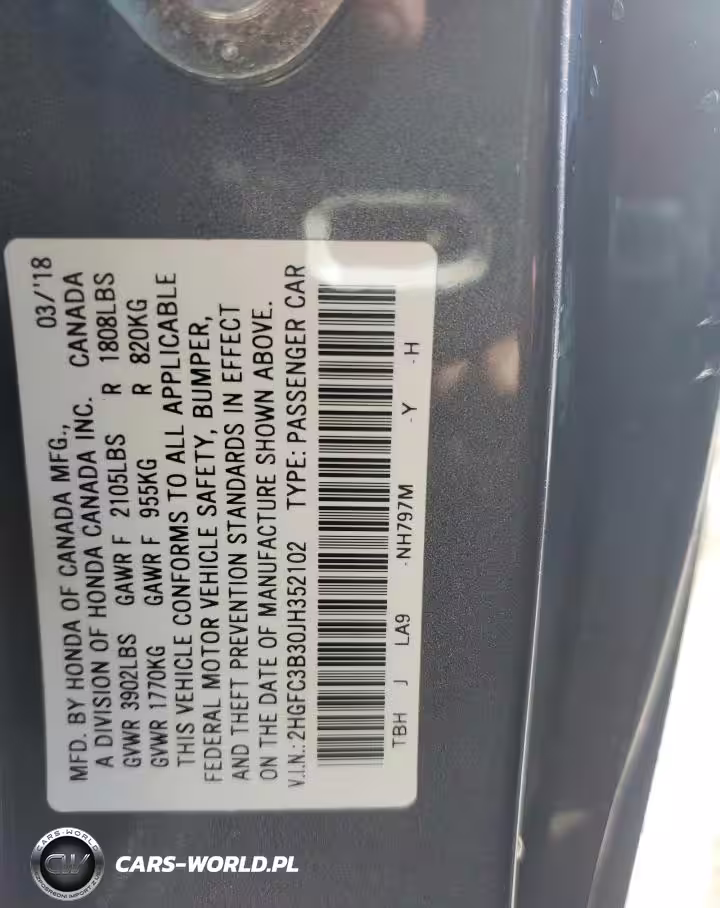 MFD. BY HONDA OF CANADA MFG., 03/'18
A DIVISION OF HONDA CANADA INC. CANADA
GVWR 3902LBS GAWR F 2105LBS R 1808LBS
GVWR 1770KG GAWR F 955KG R 820KG
THIS VEHICLE CONFORMS TO ALL APPLICABLE
FEDERAL MOTOR VEHICLE SAFETY, BUMPER,
AND THEFT PREVENTION STANDARDS IN EFFECT
ON THE DATE OF MANUFACTURE SHOWN ABOVE.
V.I.N.: 2HGFC3B30JH352102 TYPE: PASSENGER CAR
TBH J LA9 -NH797M -Y -H
CARS-WORLD
CW
CARS-WORLD.PL